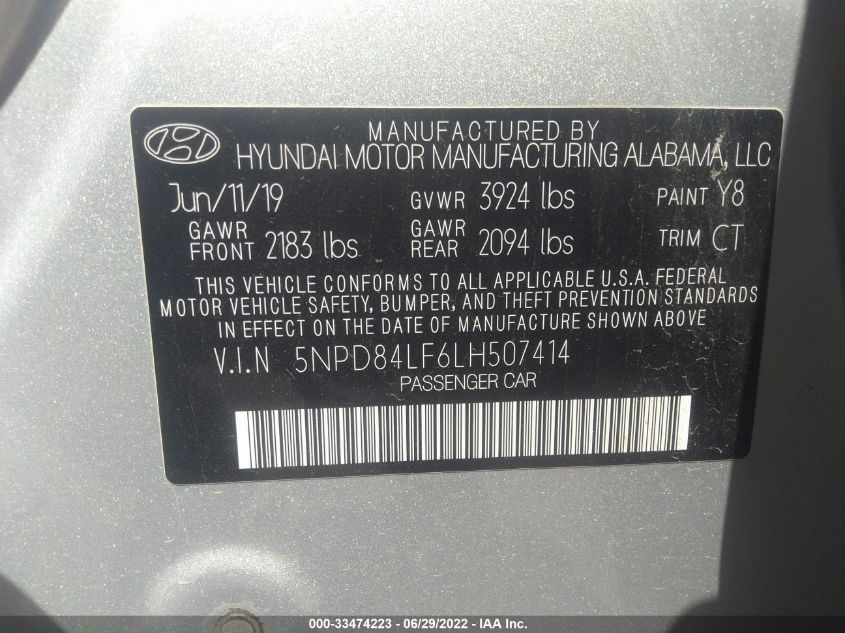 MANUFACTURED BY
HYUNDAI MOTOR MANUFACTURING ALABAMA, LLC
Jun/11/19 GVWR 3924 lbs PAINT Y8
GAWR FRONT 2183 lbs GAWR REAR 2094 lbs TRIM CT
THIS VEHICLE CONFORMS TO ALL APPLICABLE U.S.A. FEDERAL
MOTOR VEHICLE SAFETY, BUMPER, AND THEFT PREVENTION STANDARDS
IN EFFECT ON THE DATE OF MANUFACTURE SHOWN ABOVE
V.I.N 5NPD84LF6LH507414
PASSENGER CAR
000-33474223 - 06/29/2022 - IAA Inc.